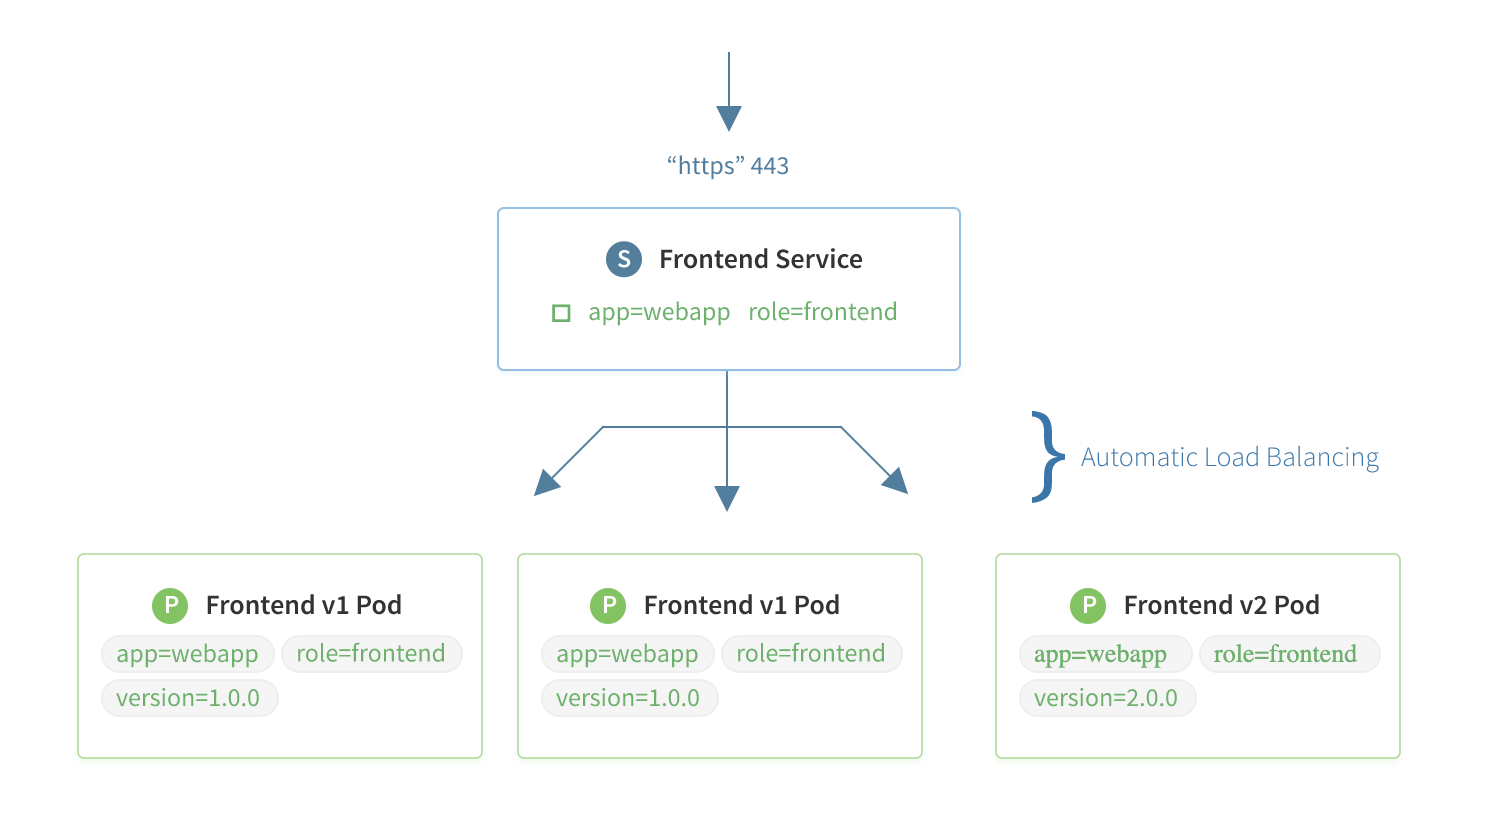 “https” 443
S Frontend Service
app=webapp role=frontend
} Automatic Load Balancing
P Frontend v1 Pod
app=webapp role=frontend
version=1.0.0
P Frontend v1 Pod
app=webapp role=frontend
version=1.0.0
P Frontend v2 Pod
app=webapp role=frontend
version=2.0.0